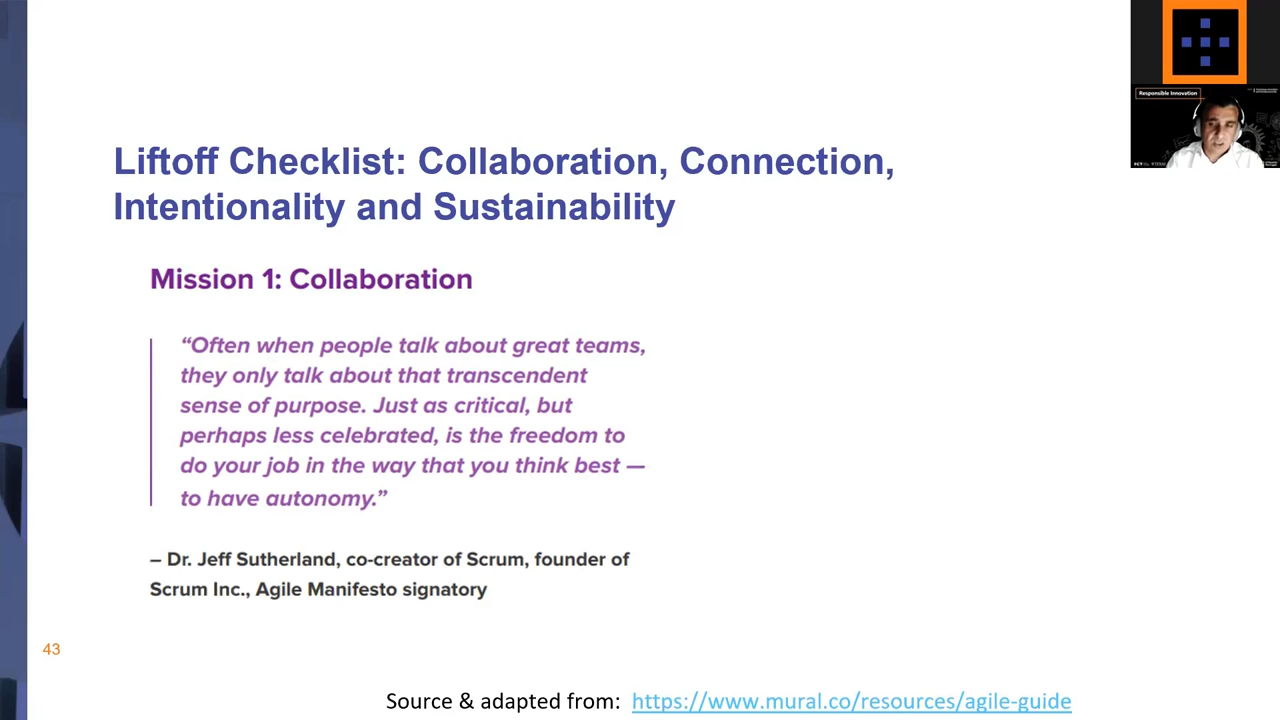 Liftoff Checklist: Collaboration, Connection,
Intentionality and Sustainability
Mission 1: Collaboration
“Often when people talk about great teams,
they only talk about that transcendent
sense of purpose. Just as critical, but
perhaps less celebrated, is the freedom to
do your job in the way that you think best —
to have autonomy.”
– Dr. Jeff Sutherland, co-creator of Scrum, founder of
Scrum Inc., Agile Manifesto signatory
43
Source & adapted from: https://www.mural.co/resources/agile-guide
Responsible Innovation